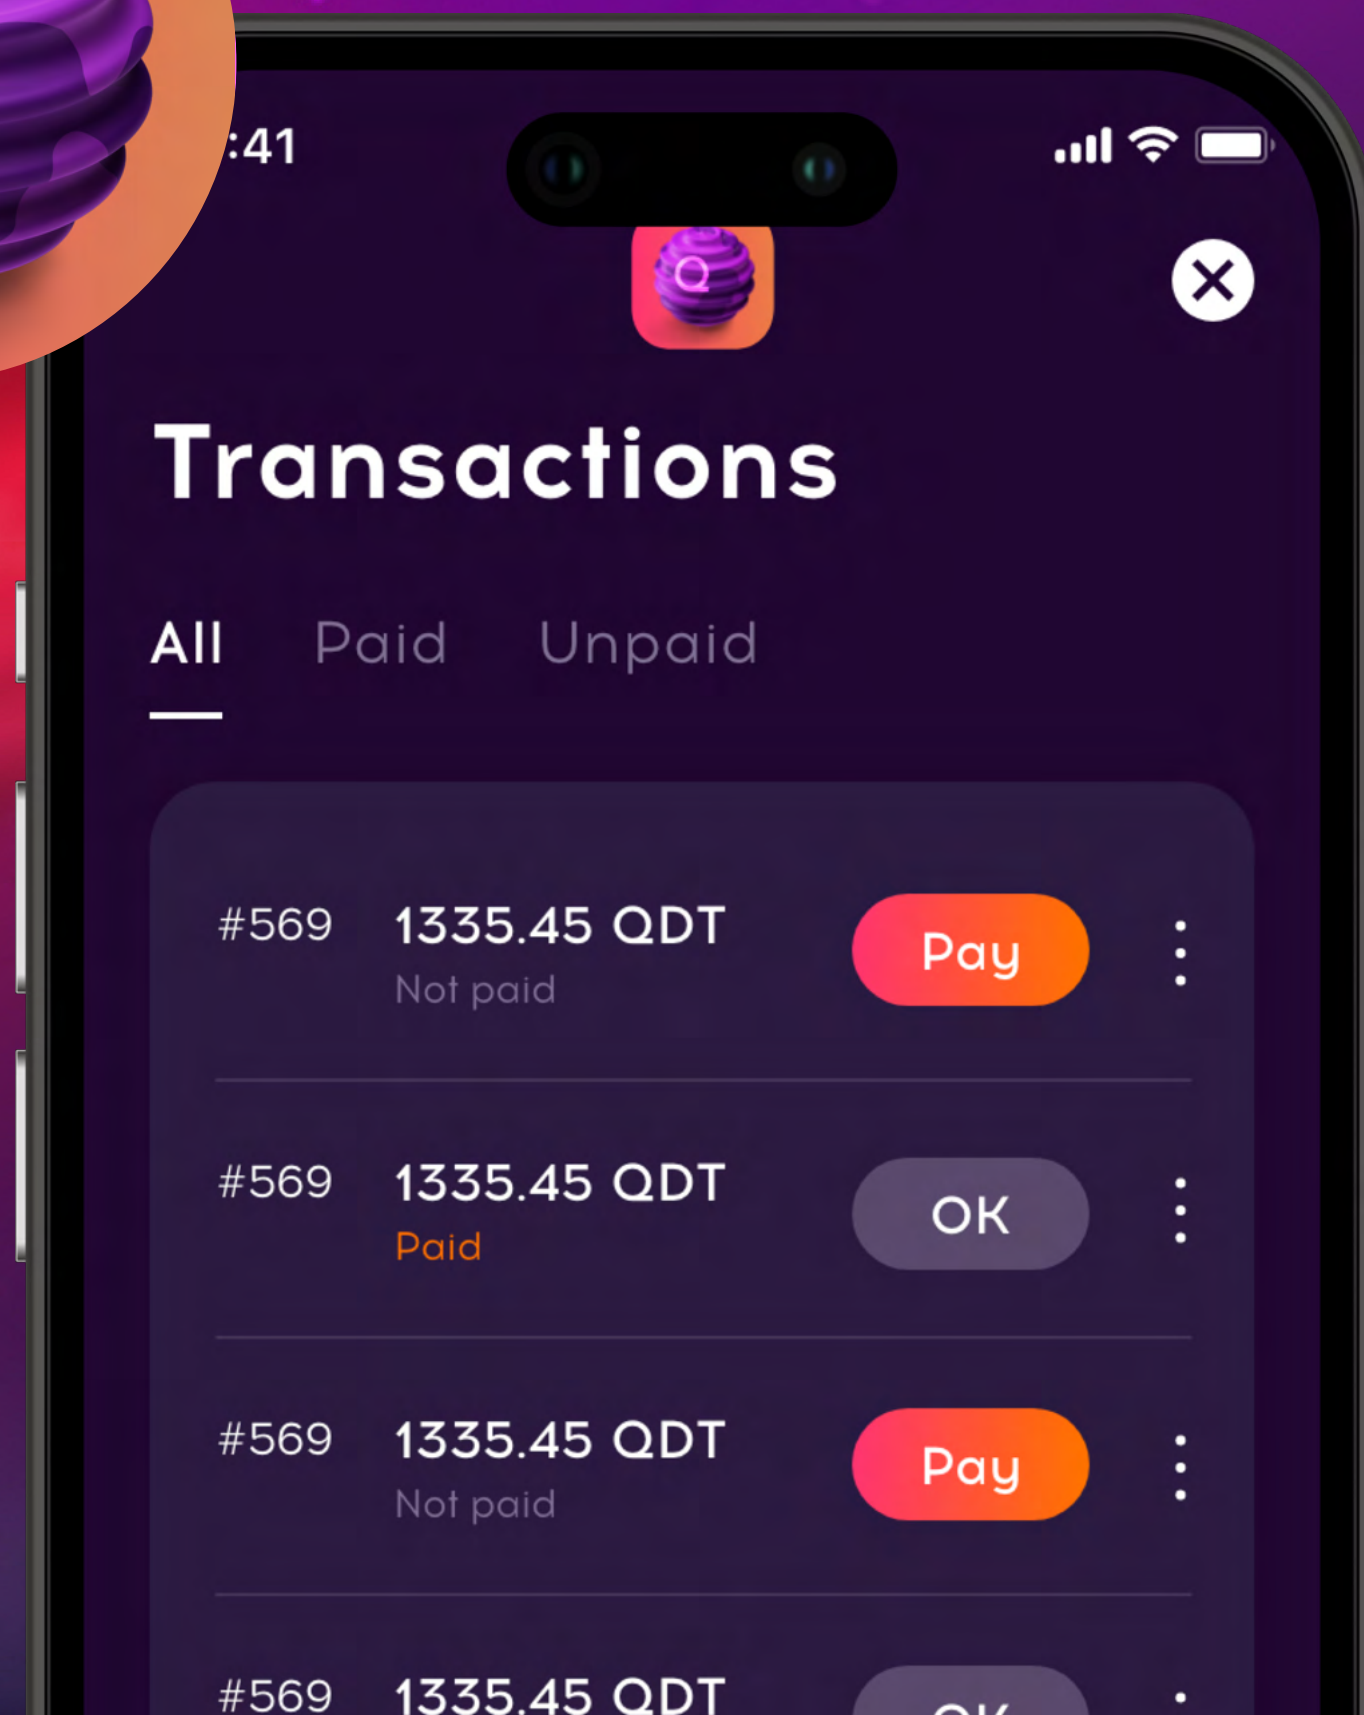 :41
Q
Transactions
All Paid Unpaid
#569 1335.45 QDT Pay
Not paid
#569 1335.45 QDT OK
Paid
#569 1335.45 QDT Pay
Not paid
#569 1335.45 QDT OK